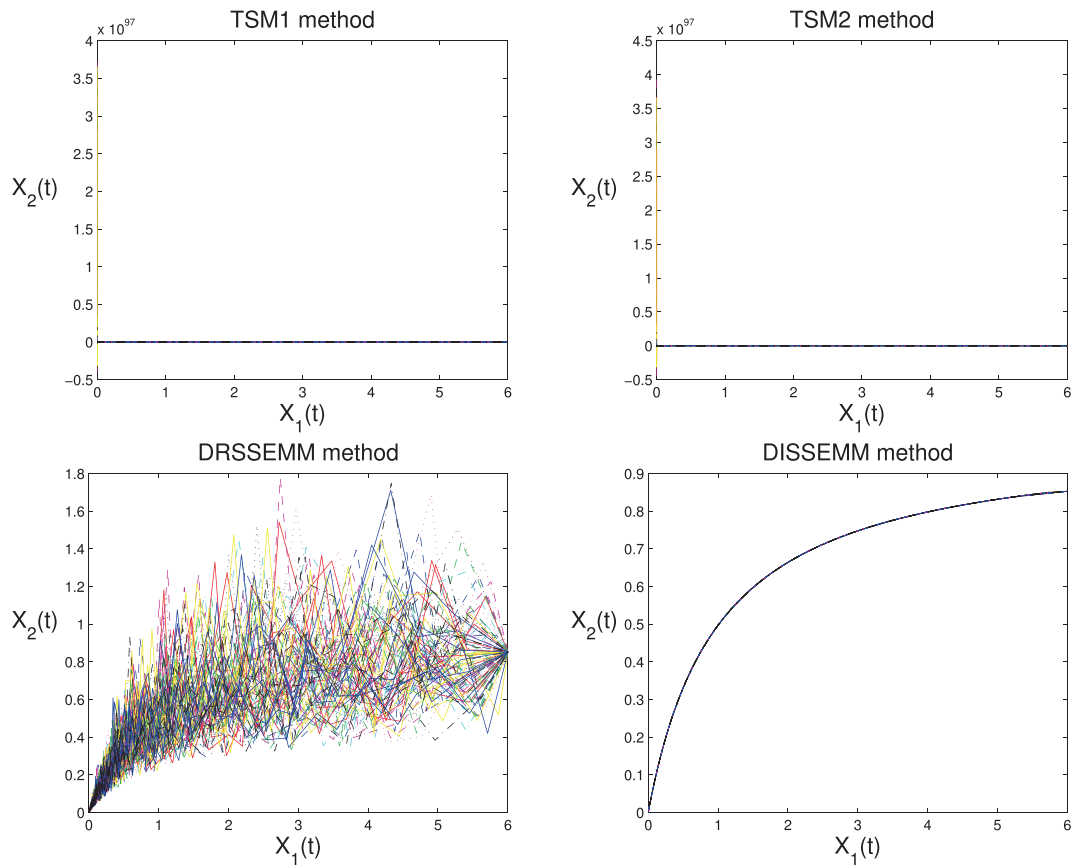 TSM1 method
x 10^97
4
3.5
3
2.5
2
1.5
1
0.5
0
−0.5
X_2(t)
0 1 2 3 4 5 6
X_1(t)
TSM2 method
x 10^97
4.5
4
3.5
3
2.5
2
1.5
1
0.5
0
−0.5
X_2(t)
0 1 2 3 4 5 6
X_1(t)
DRSSEMM method
1.8
1.6
1.4
1.2
1
0.8
0.6
0.4
0.2
0
X_2(t)
0 1 2 3 4 5 6
X_1(t)
DISSEMM method
0.9
0.8
0.7
0.6
0.5
0.4
0.3
0.2
0.1
0
X_2(t)
0 1 2 3 4 5 6
X_1(t)